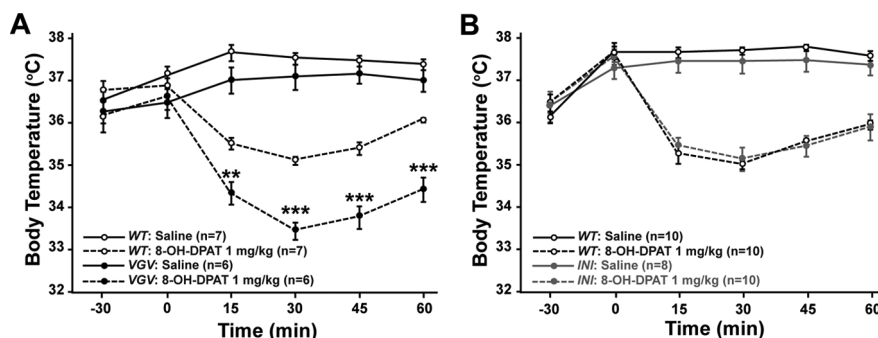 A
Body Temperature (°C)
38
37
36
35
34
33
32
**
***
***
***
WT: Saline (n=7)
WT: 8-OH-DPAT 1 mg/kg (n=7)
VGV: Saline (n=6)
VGV: 8-OH-DPAT 1 mg/kg (n=6)
-30 0 15 30 45 60
Time (min)
B
Body Temperature (°C)
38
37
36
35
34
33
32
WT: Saline (n=10)
WT: 8-OH-DPAT 1 mg/kg (n=10)
INI: Saline (n=8)
INI: 8-OH-DPAT 1 mg/kg (n=10)
-30 0 15 30 45 60
Time (min)